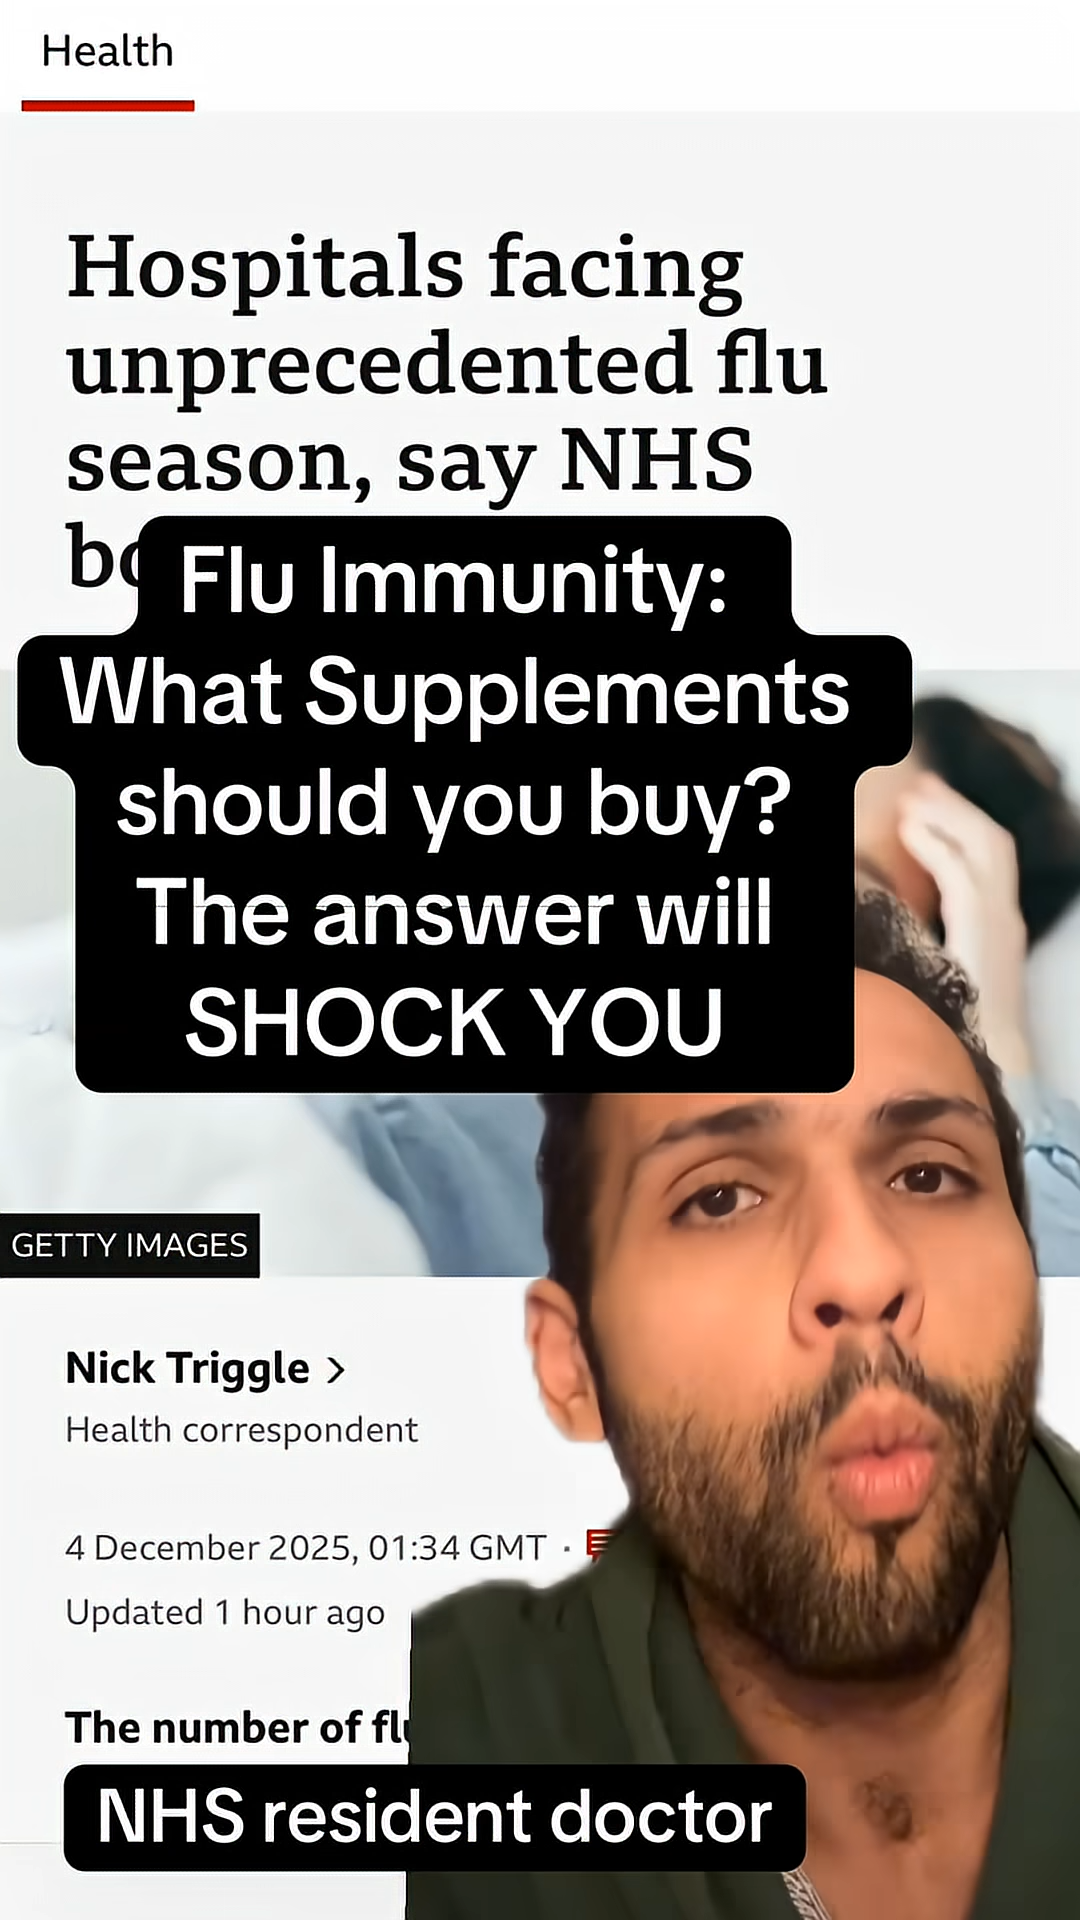 Health
Hospitals facing
unprecedented flu
season, say NHS
Flu Immunity:
What Supplements
should you buy?
The answer will
SHOCK YOU
GETTY IMAGES
Nick Triggle >
Health correspondent
4 December 2025, 01:34 GMT ·
Updated 1 hour ago
The number of
NHS resident doctor